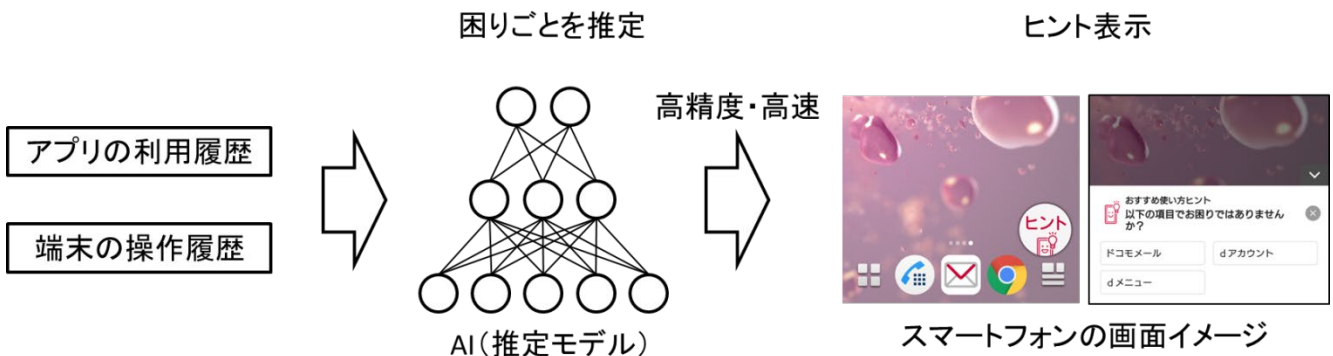 困りごとを推定
ヒント表示
アプリの利用履歴
端末の操作履歴
高精度・高速
AI（推定モデル）
ヒント
おすすめ使い方ヒント
以下の項目でお困りではありません
か？
ドコモメール
dアカウント
dメニュー
スマートフォンの画面イメージ